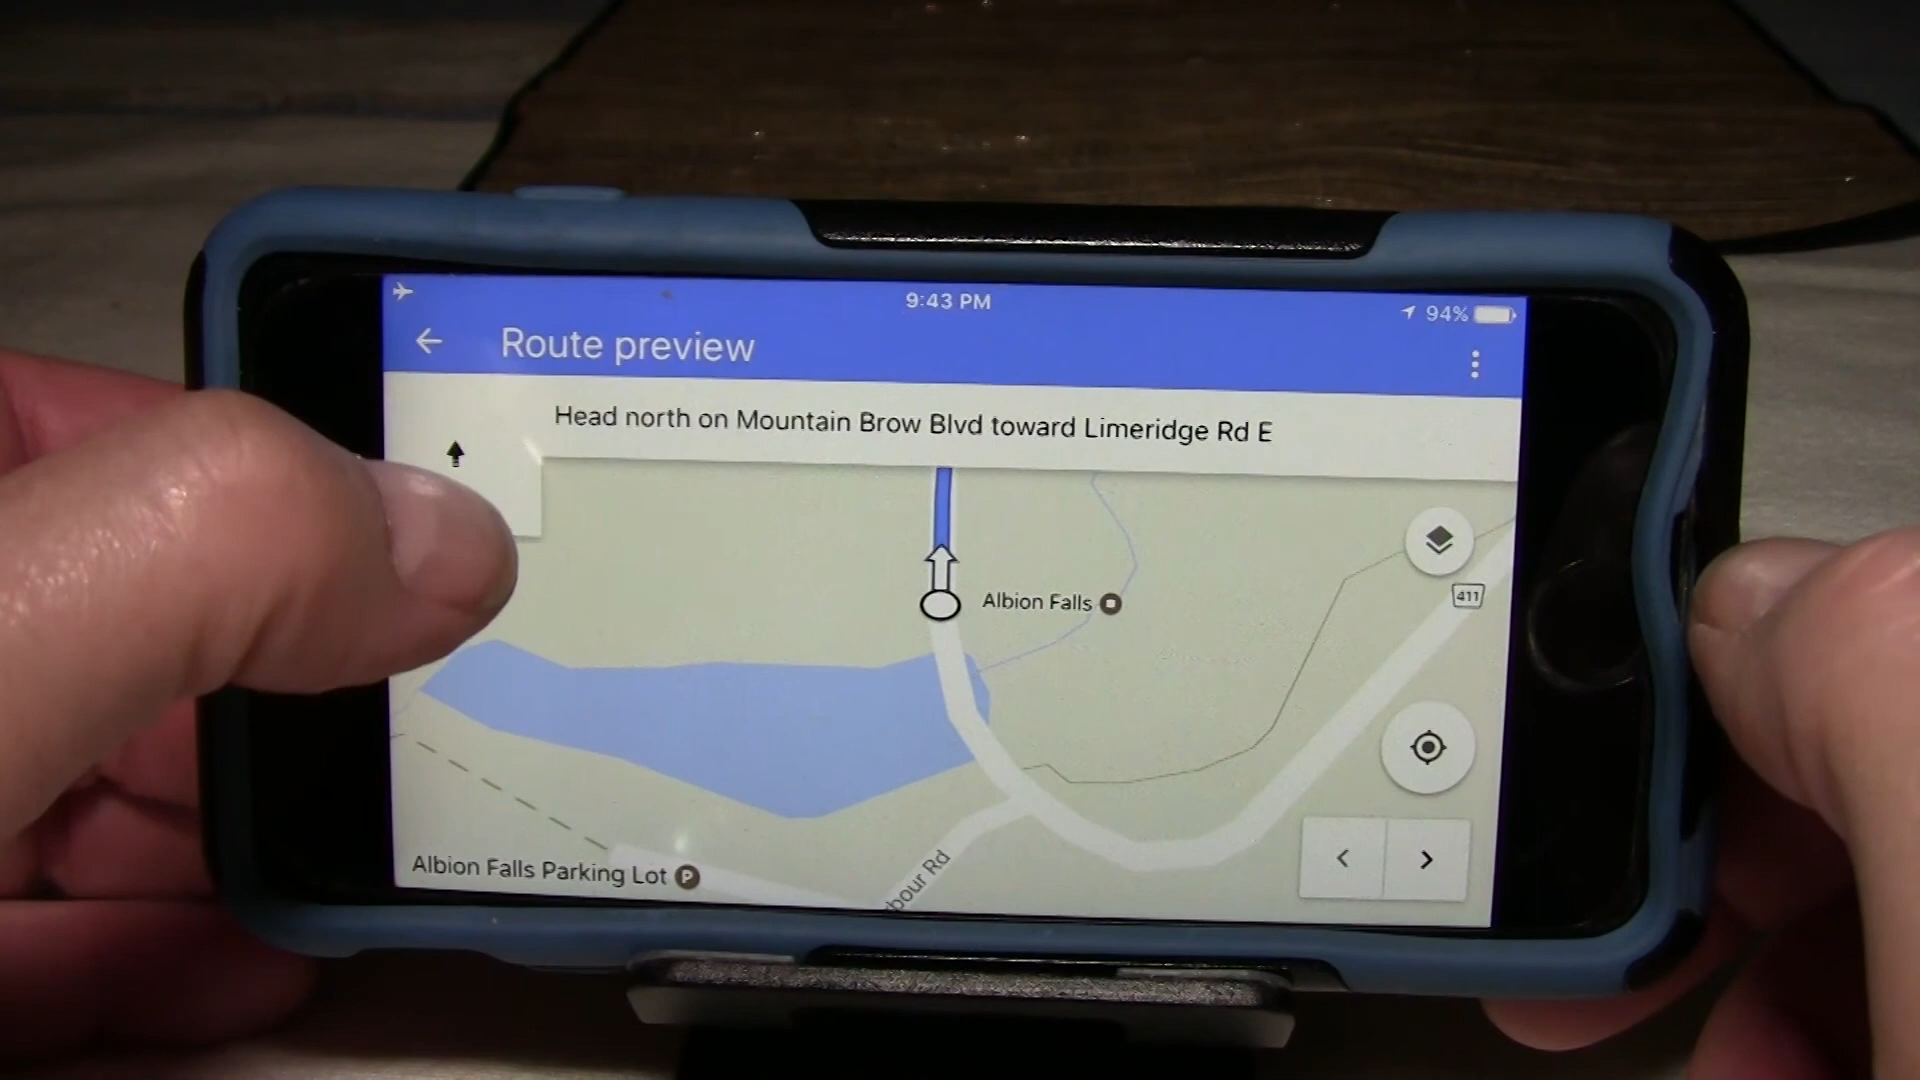 9:43 PM
94%
Route preview
Head north on Mountain Brow Blvd toward Limeridge Rd E
Albion Falls
411
Albion Falls Parking Lot P
bour Rd